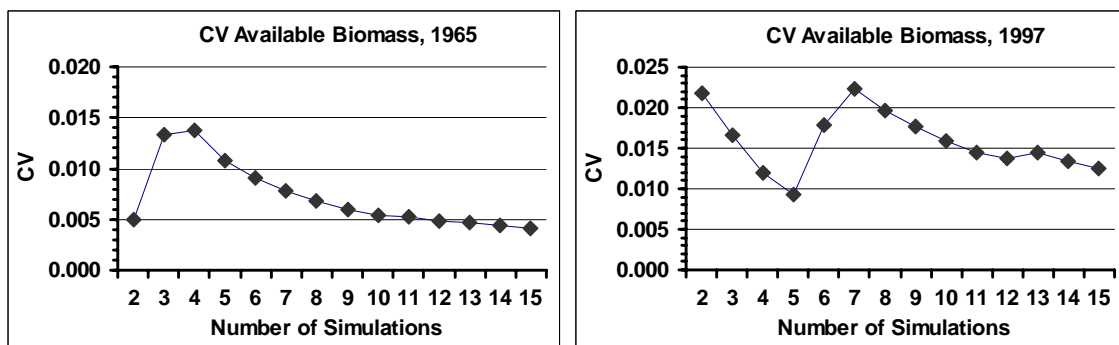 CV Available Biomass, 1965
0.020
0.015
0.010
0.005
0.000
CV
2 3 4 5 6 7 8 9 10 11 12 13 14 15
Number of Simulations
CV Available Biomass, 1997
0.025
0.020
0.015
0.010
0.005
0.000
CV
2 3 4 5 6 7 8 9 10 11 12 13 14 15
Number of Simulations